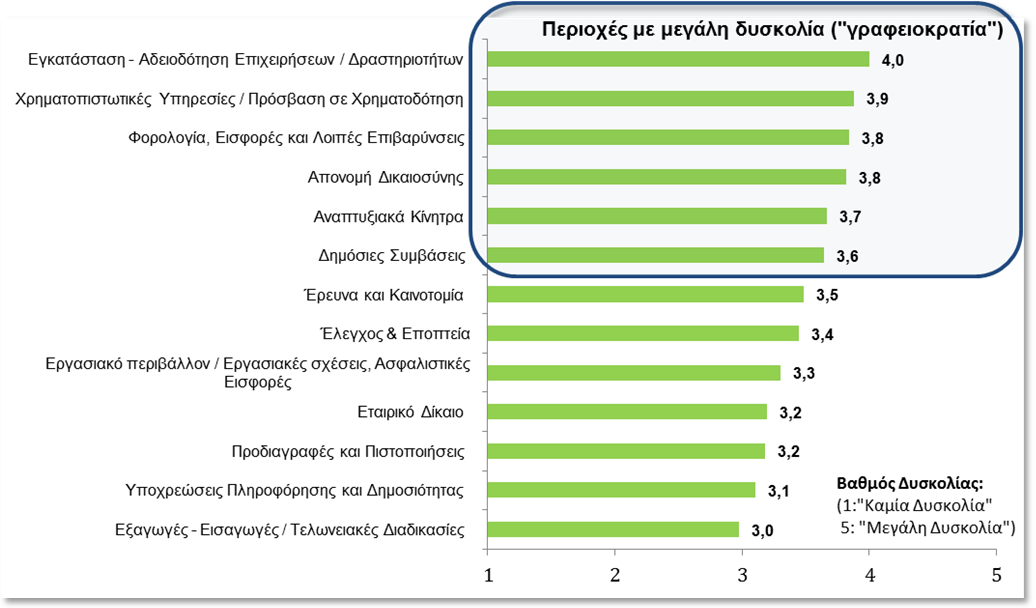 Περιοχές με μεγάλη δυσκολία ("γραφειοκρατία")
Εγκατάσταση - Αδειοδότηση Επιχειρήσεων / Δραστηριοτήτων 4,0
Χρηματοπιστωτικές Υπηρεσίες / Πρόσβαση σε Χρηματοδότηση 3,9
Φορολογία, Εισφορές και Λοιπές Επιβαρύνσεις 3,8
Απονομή Δικαιοσύνης 3,8
Αναπτυξιακά Κίνητρα 3,7
Δημόσιες Συμβάσεις 3,6
Έρευνα και Καινοτομία 3,5
Έλεγχος & Εποπτεία 3,4
Εργασιακό περιβάλλον / Εργασιακές σχέσεις, Ασφαλιστικές
Εισφορές 3,3
Εταιρικό Δίκαιο 3,2
Προδιαγραφές και Πιστοποιήσεις 3,2
Υποχρεώσεις Πληροφόρησης και Δημοσιότητας 3,1
Εξαγωγές - Εισαγωγές / Τελωνειακές Διαδικασίες 3,0
Βαθμός Δυσκολίας:
(1:"Καμία Δυσκολία"
5: "Μεγάλη Δυσκολία")
1 2 3 4 5